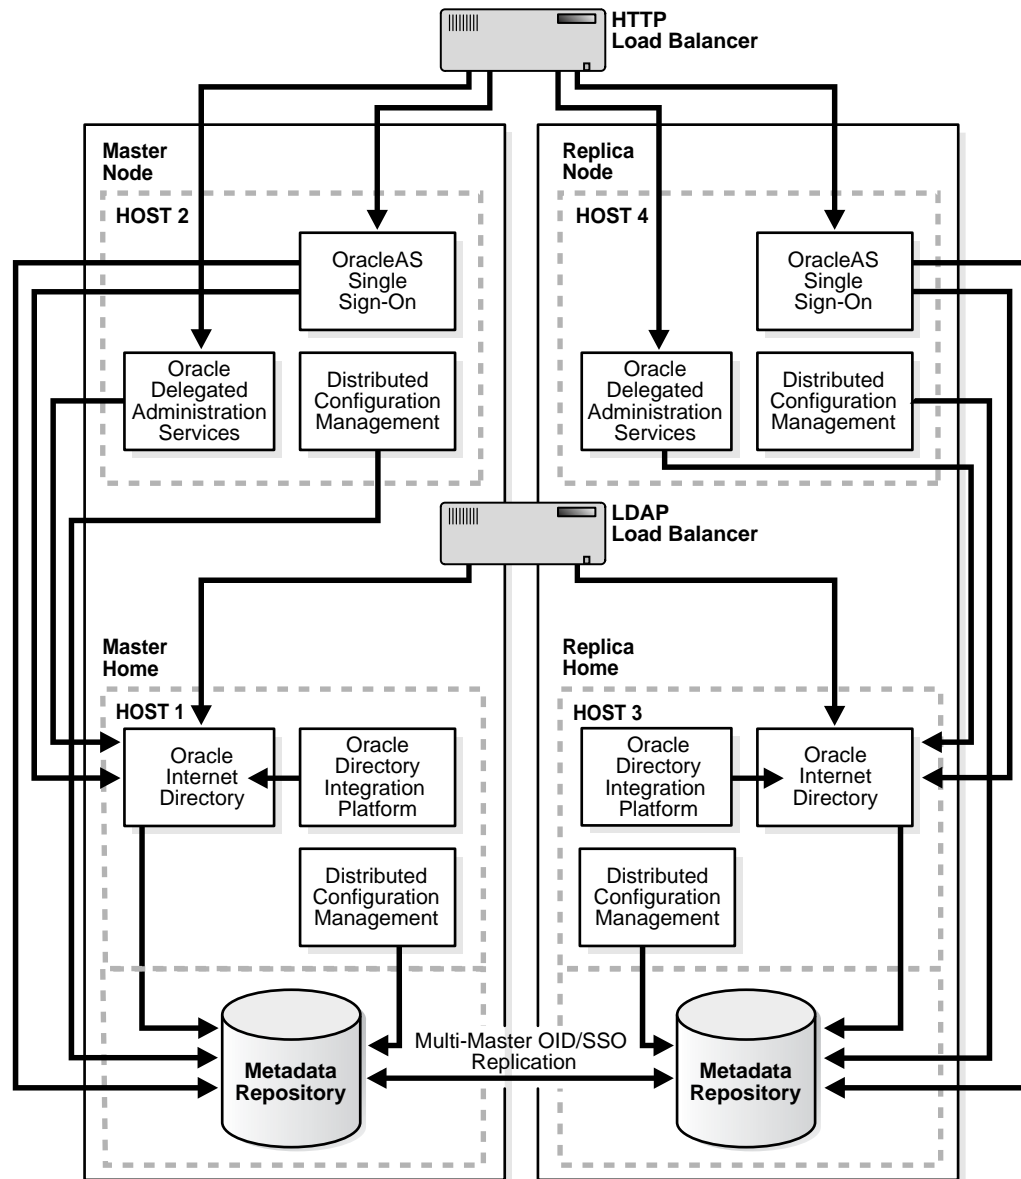 HTTP
Load Balancer
Master
Node
HOST 2
OracleAS
Single
Sign-On
Oracle
Delegated
Administration
Services
Distributed
Configuration
Management
Replica
Node
HOST 4
OracleAS
Single
Sign-On
Oracle
Delegated
Administration
Services
Distributed
Configuration
Management
LDAP
Load Balancer
Master
Home
HOST 1
Oracle
Internet
Directory
Oracle
Directory
Integration
Platform
Distributed
Configuration
Management
Replica
Home
HOST 3
Oracle
Directory
Integration
Platform
Oracle
Internet
Directory
Distributed
Configuration
Management
Metadata
Repository
Multi-Master OID/SSO
Replication
Metadata
Repository